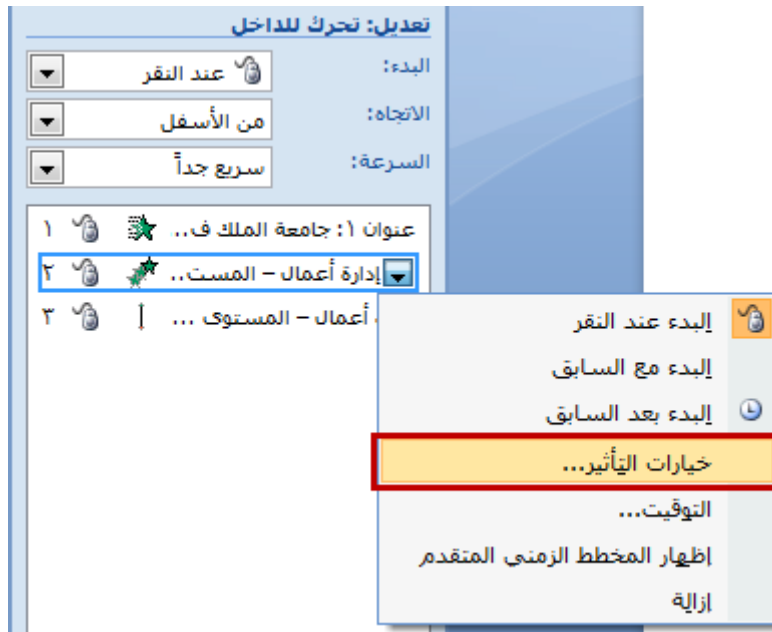 تعديل: تحرك للداخل
البدء:
عند النقر
الاتجاه:
من الأسفل
السرعة:
سريع جداً
عنوان ١: جامعة الملك ف.. ١
إدارة أعمال – المست.. ٢
أعمال – المستوى ... ٣
البدء عند النقر
البدء مع السابق
البدء بعد السابق
خيارات التأثير...
التوقيت...
إظهار المخطط الزمني المتقدم
إزالة